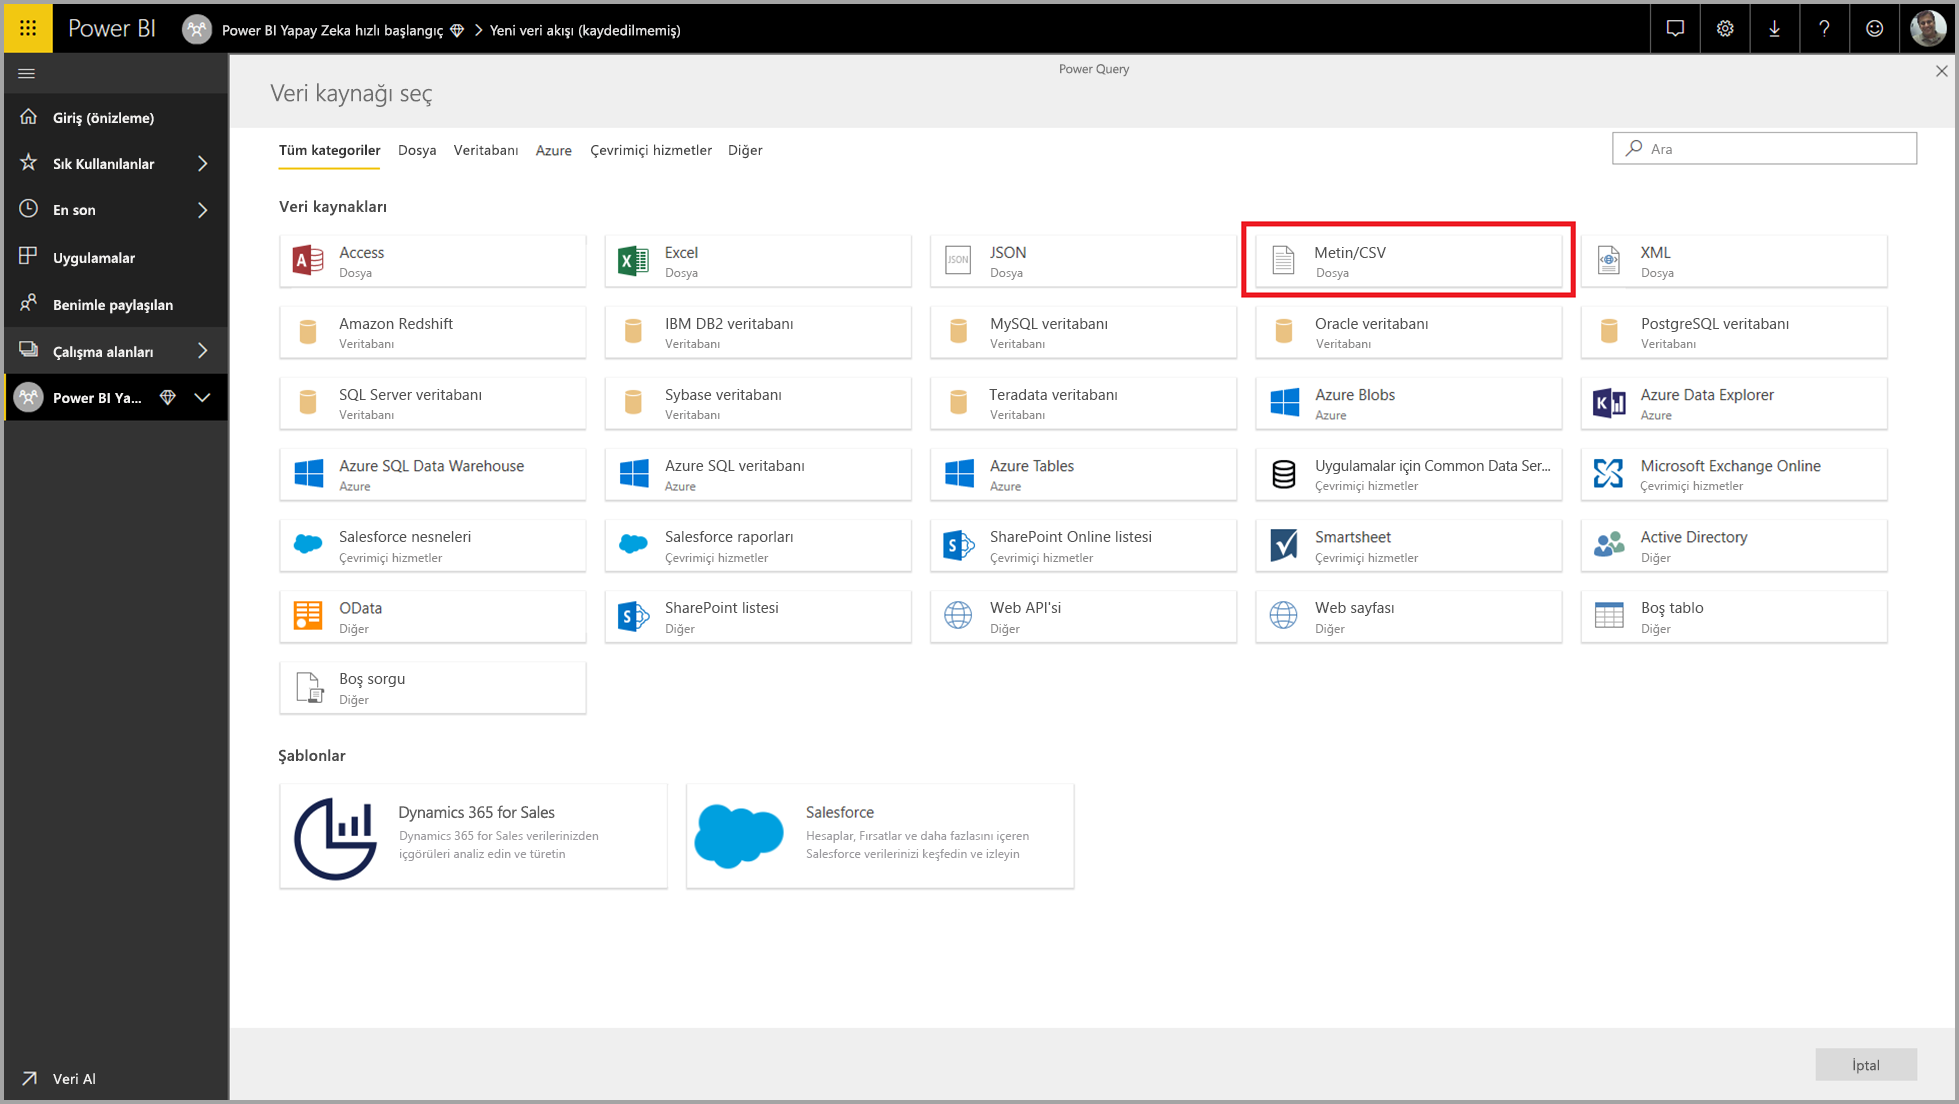 Power BI
Power BI Yapay Zeka hızlı başlangıç > Yeni veri akışı (kaydedilmemiş)
?
Giriş (önizleme)
Sık Kullanılanlar
En son
Uygulamalar
Benimle paylaşılan
Çalışma alanları
Power BI Ya...
Veri Al
Power Query
Veri kaynağı seç
Tüm kategoriler
Dosya
Veritabanı
Azure
Çevrimiçi hizmetler
Diğer
Ara
Veri kaynakları
Access
Dosya
Excel
Dosya
JSON
JSON
Dosya
Metin/CSV
Dosya
XML
Dosya
Amazon Redshift
Veritabanı
IBM DB2 veritabanı
Veritabanı
MySQL veritabanı
Veritabanı
Oracle veritabanı
Veritabanı
PostgreSQL veritabanı
Veritabanı
SQL Server veritabanı
Veritabanı
Sybase veritabanı
Veritabanı
Teradata veritabanı
Veritabanı
Azure Blobs
Azure
Azure Data Explorer
Azure
Azure SQL Data Warehouse
Azure
Azure SQL veritabanı
Azure
Azure Tables
Azure
Uygulamalar için Common Data Ser...
Çevrimiçi hizmetler
Microsoft Exchange Online
Çevrimiçi hizmetler
Salesforce nesneleri
Çevrimiçi hizmetler
Salesforce raporları
Çevrimiçi hizmetler
SharePoint Online listesi
Çevrimiçi hizmetler
Smartsheet
Çevrimiçi hizmetler
Active Directory
Diğer
OData
Diğer
SharePoint listesi
Diğer
Web API'si
Diğer
Web sayfası
Diğer
Boş tablo
Diğer
Boş sorgu
Diğer
Şablonlar
Dynamics 365 for Sales
Dynamics 365 for Sales verilerinizden
içgörüleri analiz edin ve türetin
Salesforce
Hesaplar, Fırsatlar ve daha fazlasını içeren
Salesforce verilerinizi keşfedin ve izleyin
İptal